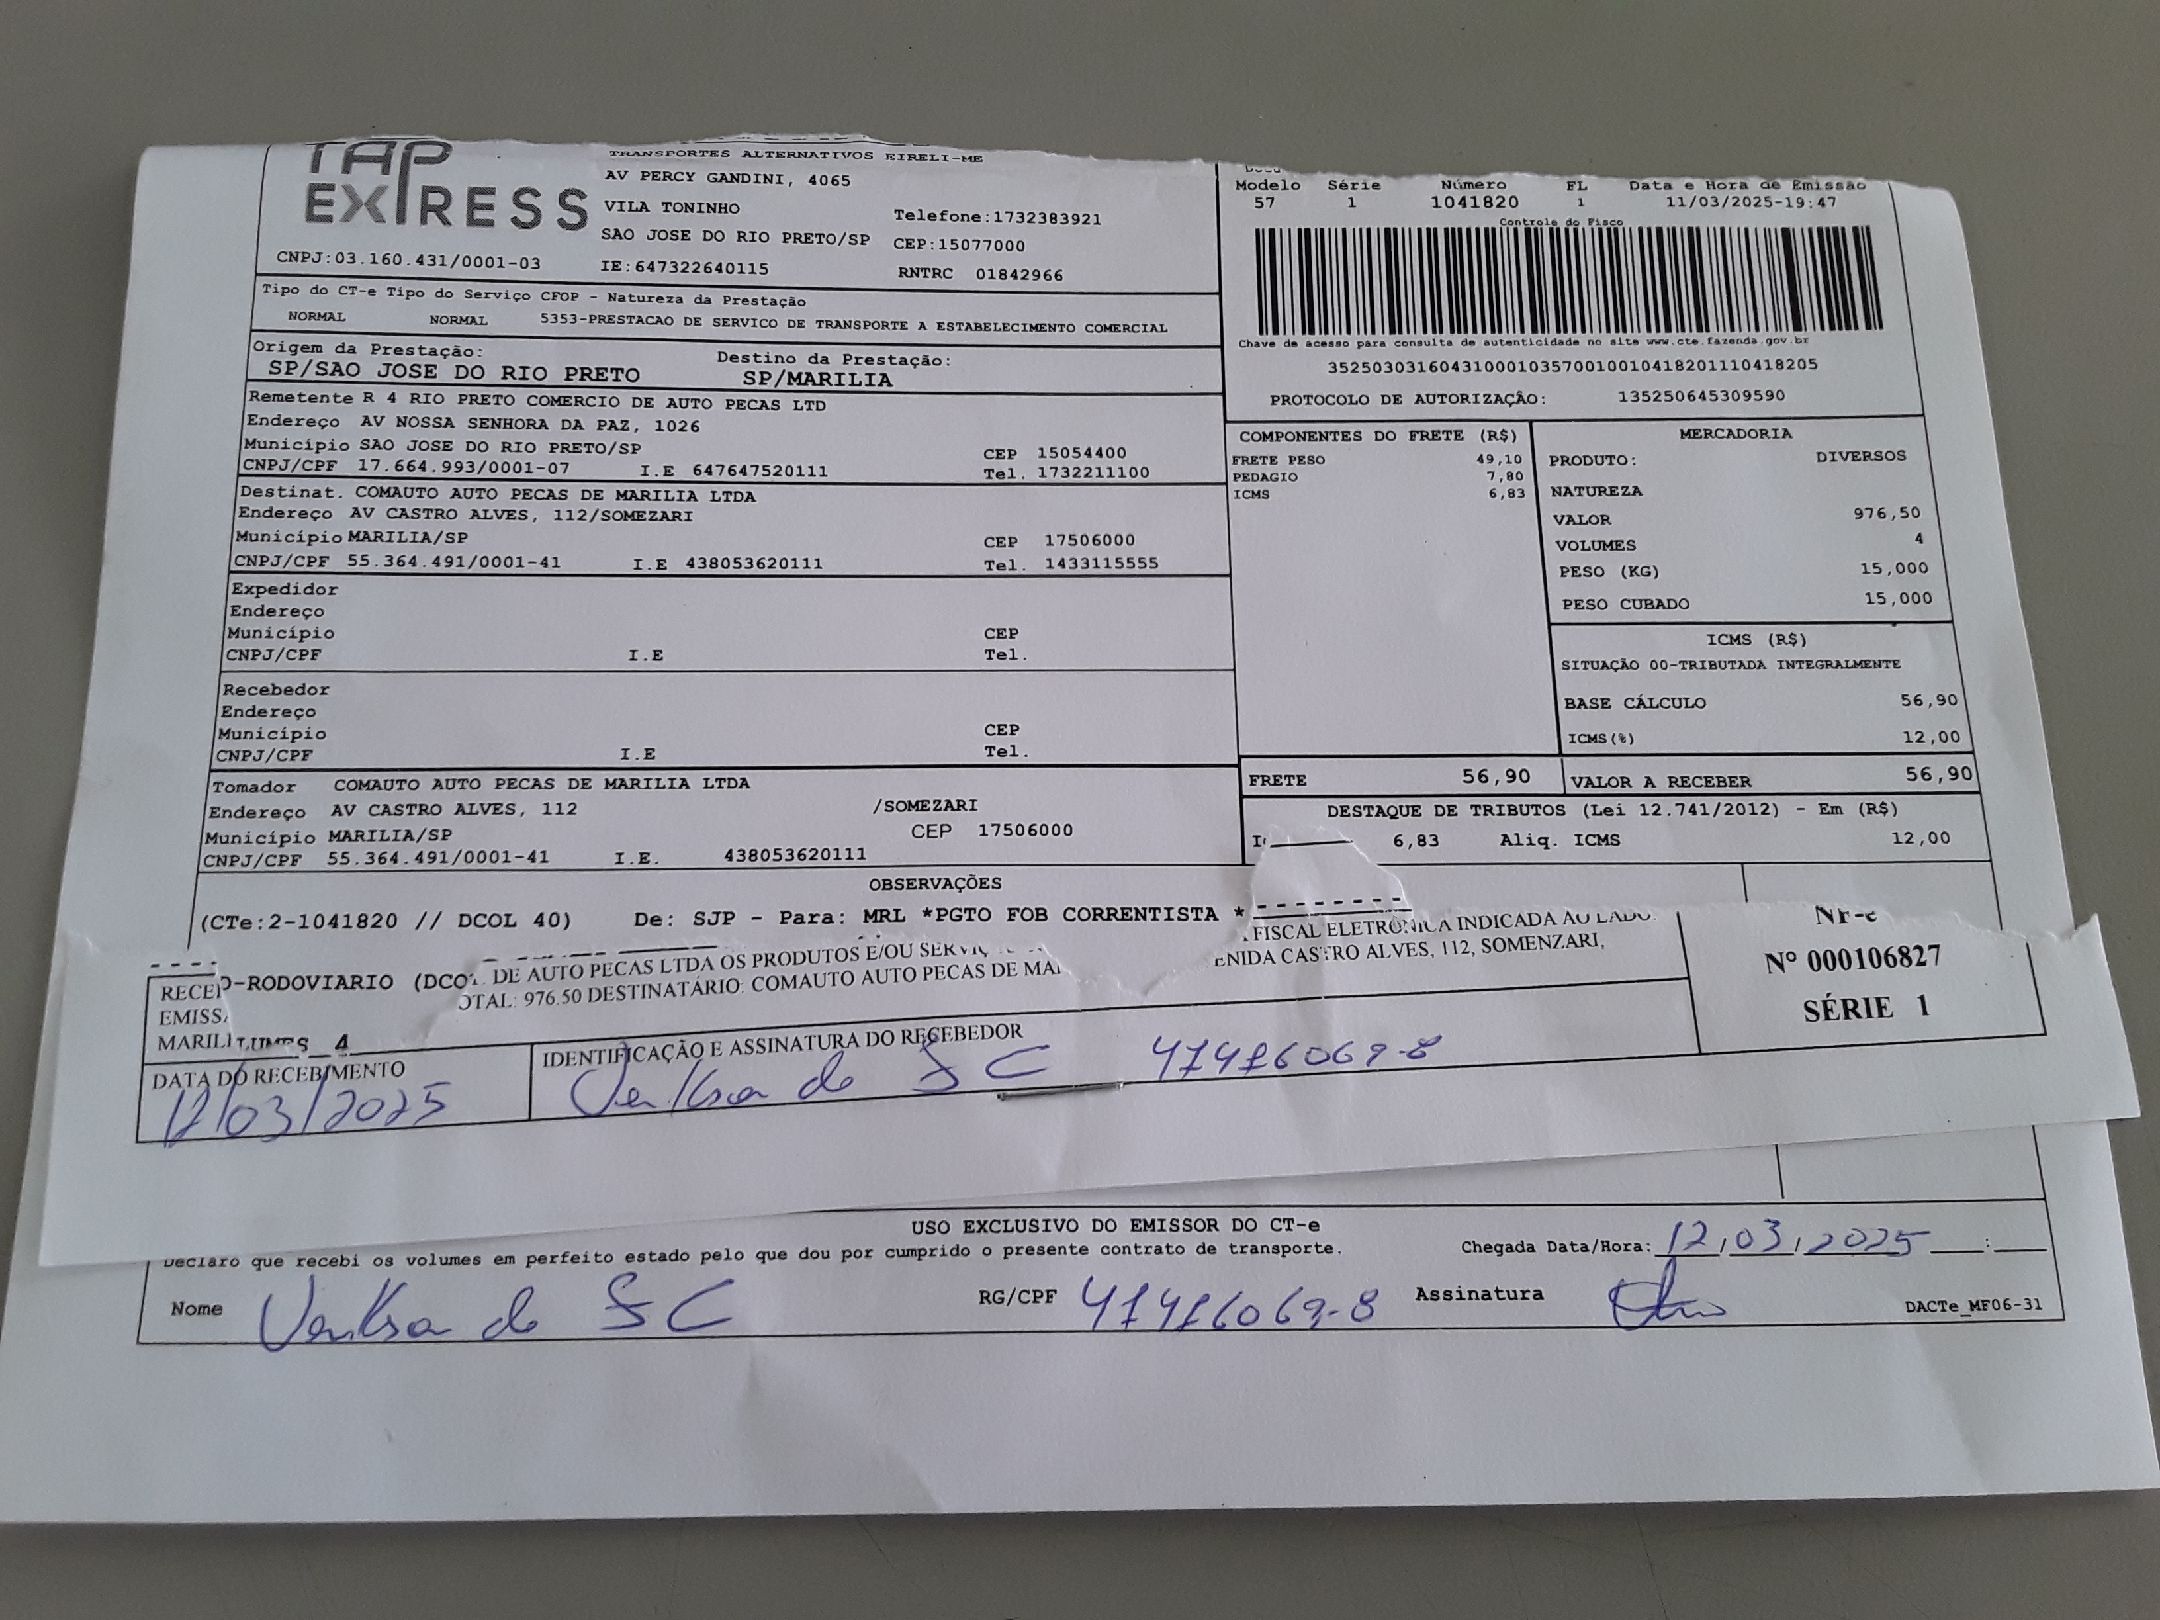 TAP
EXPRESS
TRANSPORTES ALTERNATIVOS EIRELI-ME
AV PERCY GANDINI, 4065
VILA TONINHO
Telefone:1732383921
SAO JOSE DO RIO PRETO/SP CEP:15077000
CNPJ:03.160.431/0001-03 IE:647322640115 RNTRC 01842966
Modelo Série Número FL Data e Hora de Emissão
57 1 1041820 1 11/03/2025-19:47
Controle do Fisco
Chave de acesso para consulta de autenticidade no site www.cte.fazenda.gov.br
35250303160431000103570010010418201110418205
PROTOCOLO DE AUTORIZAÇÃO: 135250645309590
Tipo do CT-e Tipo do Serviço CFOP - Natureza da Prestação
NORMAL NORMAL 5353-PRESTACAO DE SERVICO DE TRANSPORTE A ESTABELECIMENTO COMERCIAL
Origem da Prestação: Destino da Prestação:
SP/SAO JOSE DO RIO PRETO SP/MARILIA
Remetente R 4 RIO PRETO COMERCIO DE AUTO PECAS LTD
Endereço AV NOSSA SENHORA DA PAZ, 1026
Município SAO JOSE DO RIO PRETO/SP CEP 15054400
CNPJ/CPF 17.664.993/0001-07 I.E 647647520111 Tel. 1732211100
Destinat. COMAUTO AUTO PECAS DE MARILIA LTDA
Endereço AV CASTRO ALVES, 112/SOMEZARI
Município MARILIA/SP CEP 17506000
CNPJ/CPF 55.364.491/0001-41 I.E 438053620111 Tel. 1433115555
Expedidor
Endereço
Município CEP
CNPJ/CPF I.E Tel.
Recebedor
Endereço
Município CEP
CNPJ/CPF I.E Tel.
Tomador COMAUTO AUTO PECAS DE MARILIA LTDA
Endereço AV CASTRO ALVES, 112 /SOMEZARI
Município MARILIA/SP CEP 17506000
CNPJ/CPF 55.364.491/0001-41 I.E. 438053620111
COMPONENTES DO FRETE (R$)
FRETE PESO 49,10
PEDAGIO 7,80
ICMS 6,83
MERCADORIA
PRODUTO: DIVERSOS
NATUREZA
VALOR 976,50
VOLUMES 4
PESO (KG) 15,000
PESO CUBADO 15,000
ICMS (R$)
SITUAÇÃO 00-TRIBUTADA INTEGRALMENTE
BASE CÁLCULO 56,90
ICMS(%) 12,00
FRETE 56,90 VALOR A RECEBER 56,90
DESTAQUE DE TRIBUTOS (Lei 12.741/2012) - Em (R$)
6,83 Aliq. ICMS 12,00
OBSERVAÇÕES
(CTe:2-1041820 // DCOL 40) De: SJP - Para: MRL *PGTO FOB CORRENTISTA *
O-RODOVIARIO (DCO
LUMES 4
RECE
EMISS
MARILI
DE AUTO PECAS LTDA OS PRODUTOS E/OU SERVIÇ FISCAL ELETRÔNICA INDICADA AO LADO.
OTAL: 976.50 DESTINATÁRIO: COMAUTO AUTO PECAS DE MA ENIDA CASTRO ALVES, 112, SOMENZARI,
NF-e
Nº 000106827
SÉRIE 1
DATA DO RECEBIMENTO
12/03/2025
IDENTIFICAÇÃO E ASSINATURA DO RECEBEDOR
41416069-8
USO EXCLUSIVO DO EMISSOR DO CT-e
Declaro que recebi os volumes em perfeito estado pelo que dou por cumprido o presente contrato de transporte.
Chegada Data/Hora: 12/03/2025 __:__
Nome RG/CPF 41416069-8 Assinatura
DACTe_MF06-31